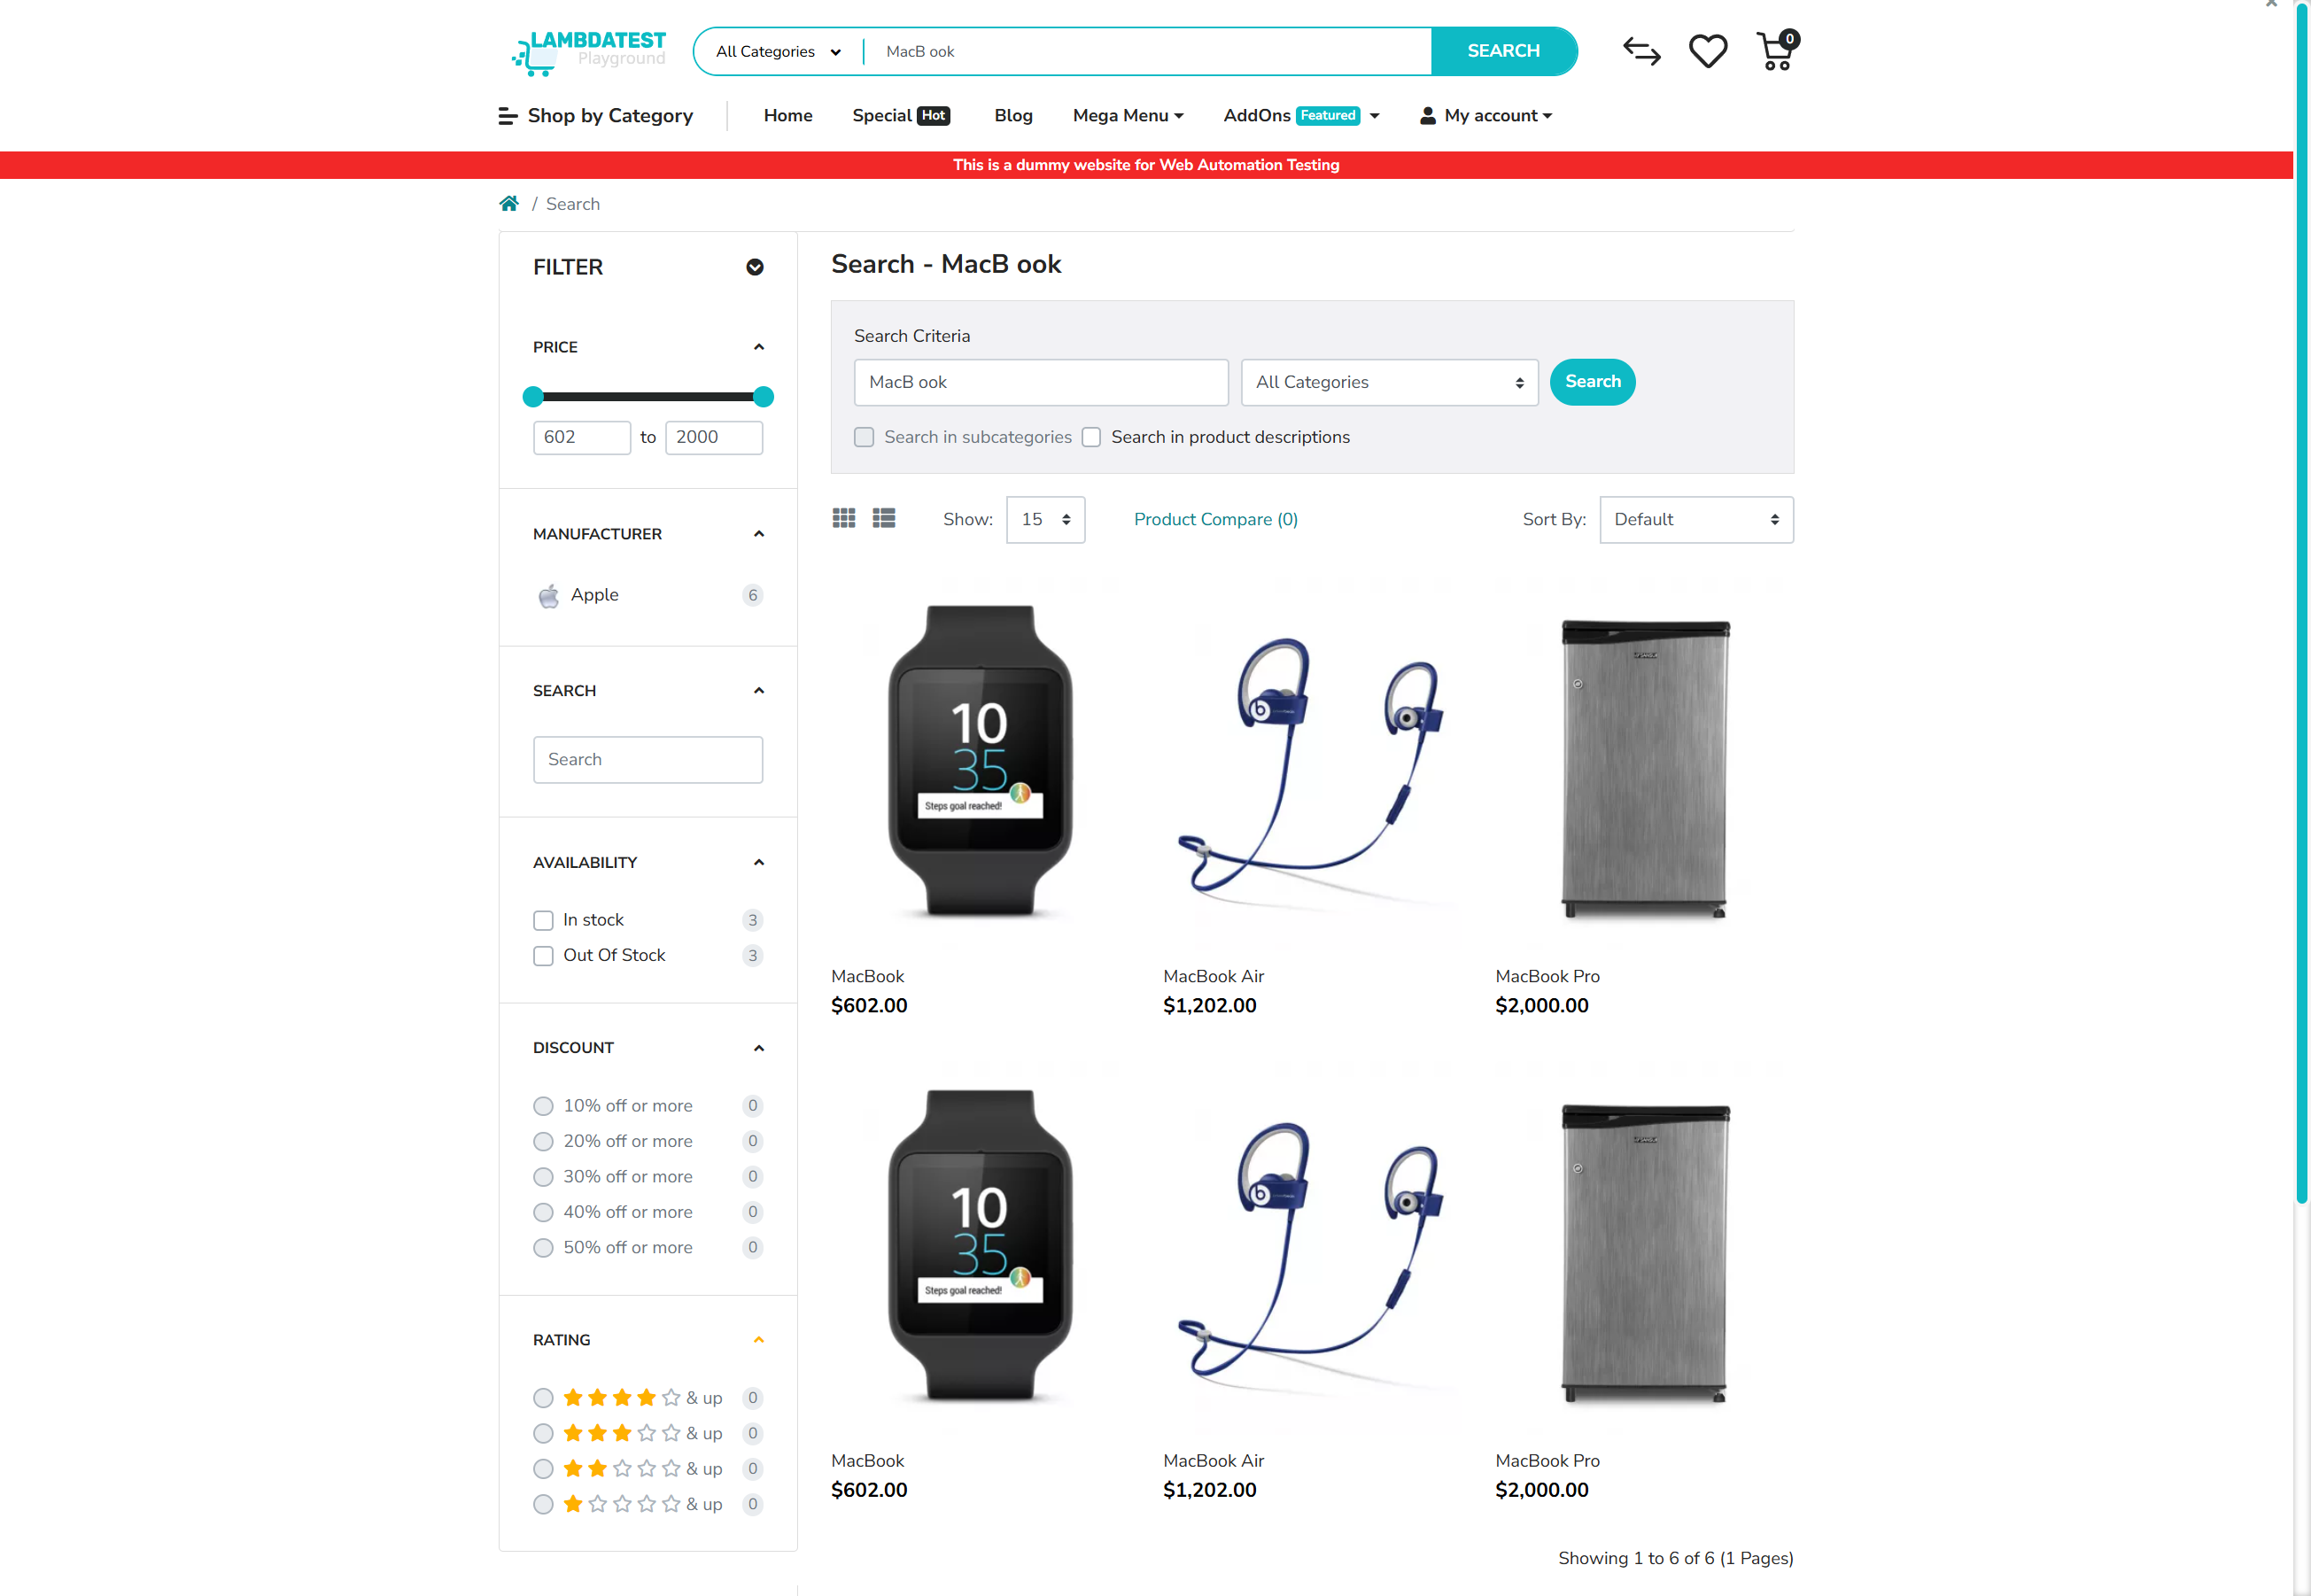 LAMBDATEST
Playground
All Categories
MacB ook
SEARCH
0
Shop by Category
Home
Special Hot
Blog
Mega Menu
AddOns Featured
My account
This is a dummy website for Web Automation Testing
/ Search
FILTER
PRICE
602 to 2000
MANUFACTURER
Apple 6
SEARCH
Search
AVAILABILITY
In stock 3
Out Of Stock 3
DISCOUNT
10% off or more 0
20% off or more 0
30% off or more 0
40% off or more 0
50% off or more 0
RATING
& up 0
& up 0
& up 0
& up 0
Search - MacB ook
Search Criteria
MacB ook
All Categories
Search
Search in subcategories
Search in product descriptions
Show: 15
Product Compare (0)
Sort By: Default
10
35
Steps goal reached!
b
MacBook
$602.00
MacBook Air
$1,202.00
MacBook Pro
$2,000.00
10
35
Steps goal reached!
b
MacBook
$602.00
MacBook Air
$1,202.00
MacBook Pro
$2,000.00
Showing 1 to 6 of 6 (1 Pages)